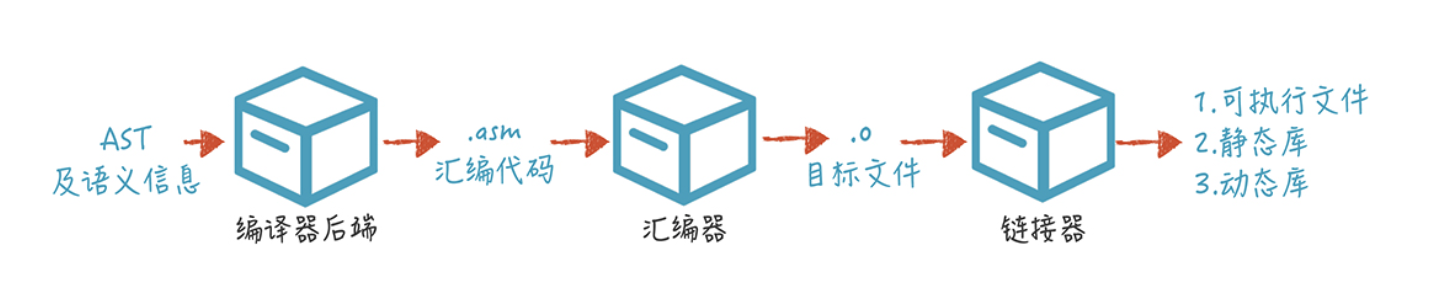 AST
及语义信息
编译器后端
.asm
汇编代码
汇编器
.o
目标文件
链接器
1.可执行文件
2.静态库
3.动态库